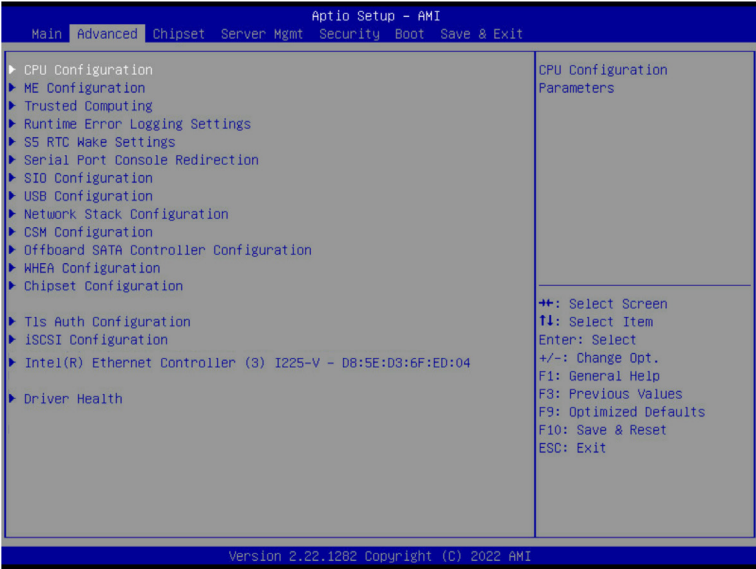 Aptio Setup – AMI
Main Advanced Chipset Server Mgmt Security Boot Save & Exit
▶ CPU Configuration
▶ ME Configuration
▶ Trusted Computing
▶ Runtime Error Logging Settings
▶ S5 RTC Wake Settings
▶ Serial Port Console Redirection
▶ SIO Configuration
▶ USB Configuration
▶ Network Stack Configuration
▶ CSM Configuration
▶ Offboard SATA Controller Configuration
▶ WHEA Configuration
▶ Chipset Configuration
▶ Tls Auth Configuration
▶ iSCSI Configuration
▶ Intel(R) Ethernet Controller (3) I225-V – D8:5E:D3:6F:ED:04
▶ Driver Health
CPU Configuration
Parameters
→←: Select Screen
↑↓: Select Item
Enter: Select
+/-: Change Opt.
F1: General Help
F3: Previous Values
F9: Optimized Defaults
F10: Save & Reset
ESC: Exit
Version 2.22.1282 Copyright (C) 2022 AMI